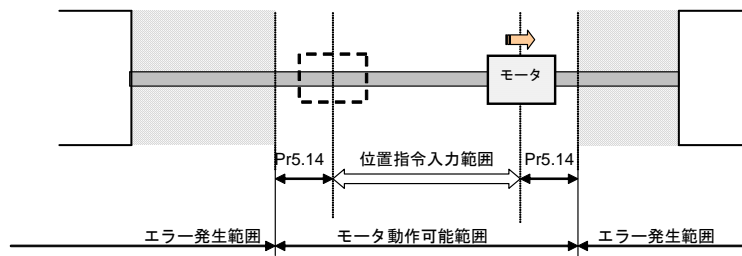 モータ
Pr5.14
位置指令入力範囲
Pr5.14
エラー発生範囲
モータ動作可能範囲
エラー発生範囲